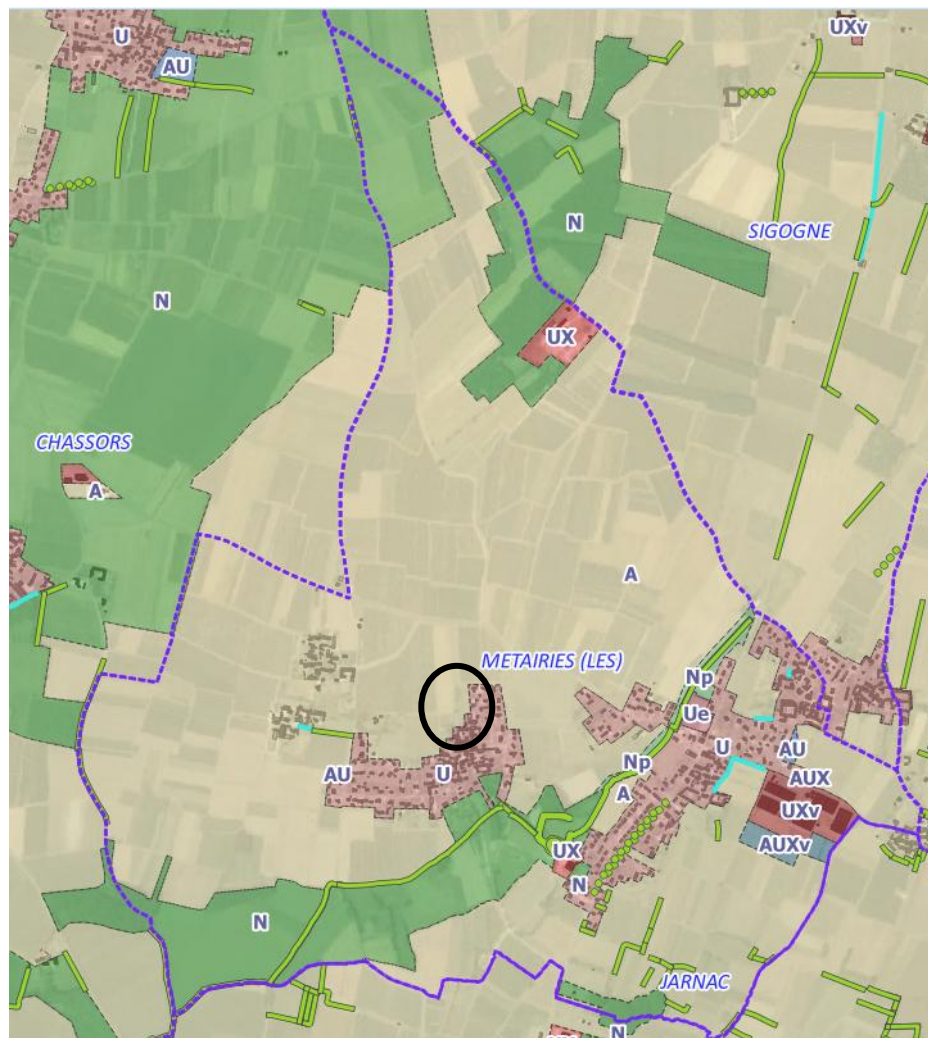 UXv
U
AU
SIGOGNE
N
N
UX
CHASSORS
A
A
METAIRIES (LES)
Np
Ue
AU
U
Np
U
AU
A
AUX
UXv
AUXv
UX
N
N
JARNAC
N